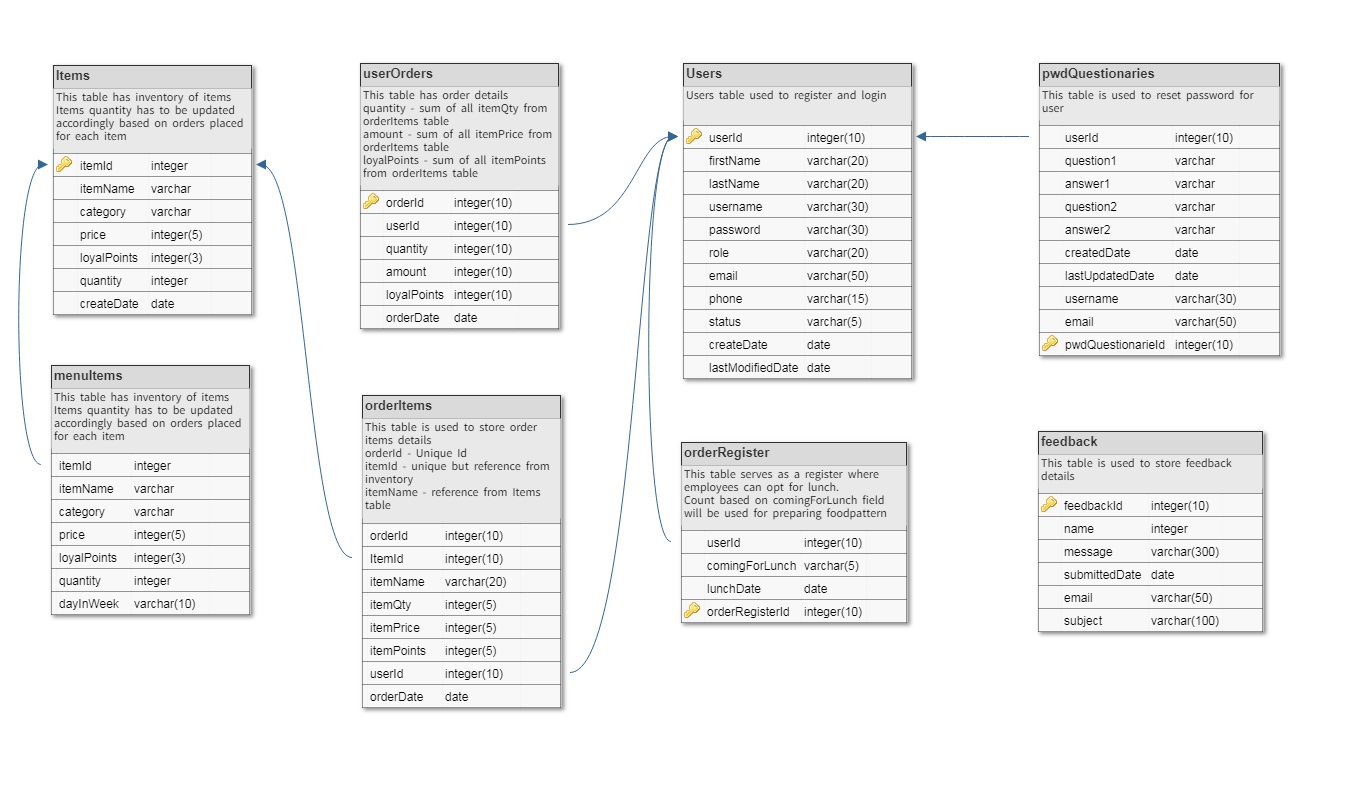 Items
This table has inventory of items
Items quantity has to be updated
accordingly based on orders placed
for each item
itemId integer
itemName varchar
category varchar
price integer(5)
loyalPoints integer(3)
quantity integer
createDate date
menuItems
This table has inventory of items
Items quantity has to be updated
accordingly based on orders placed
for each item
itemId integer
itemName varchar
category varchar
price integer(5)
loyalPoints integer(3)
quantity integer
dayInWeek varchar(10)
userOrders
This table has order details
quantity - sum of all itemQty from
orderItems table
amount - sum of all itemPrice from
orderItems table
loyalPoints - sum of all itemPoints
from orderItems table
orderId integer(10)
userId integer(10)
quantity integer(10)
amount integer(10)
loyalPoints integer(10)
orderDate date
orderItems
This table is used to store order
items details
orderId - Unique Id
itemId - unique but reference from
inventory
itemName - reference from Items
table
orderId integer(10)
ItemId integer(10)
itemName varchar(20)
itemQty integer(5)
itemPrice integer(5)
itemPoints integer(5)
userId integer(10)
orderDate date
Users
Users table used to register and login
userId integer(10)
firstName varchar(20)
lastName varchar(20)
username varchar(30)
password varchar(30)
role varchar(20)
email varchar(50)
phone varchar(15)
status varchar(5)
createDate date
lastModifiedDate date
orderRegister
This table serves as a register where
employees can opt for lunch.
Count based on comingForLunch field
will be used for preparing foodpattern
userId integer(10)
comingForLunch varchar(5)
lunchDate date
orderRegisterId integer(10)
pwdQuestionaries
This table is used to reset password for
user
userId integer(10)
question1 varchar
answer1 varchar
question2 varchar
answer2 varchar
createdDate date
lastUpdatedDate date
username varchar(30)
email varchar(50)
pwdQuestionarieId integer(10)
feedback
This table is used to store feedback
details
feedbackId integer(10)
name integer
message varchar(300)
submittedDate date
email varchar(50)
subject varchar(100)